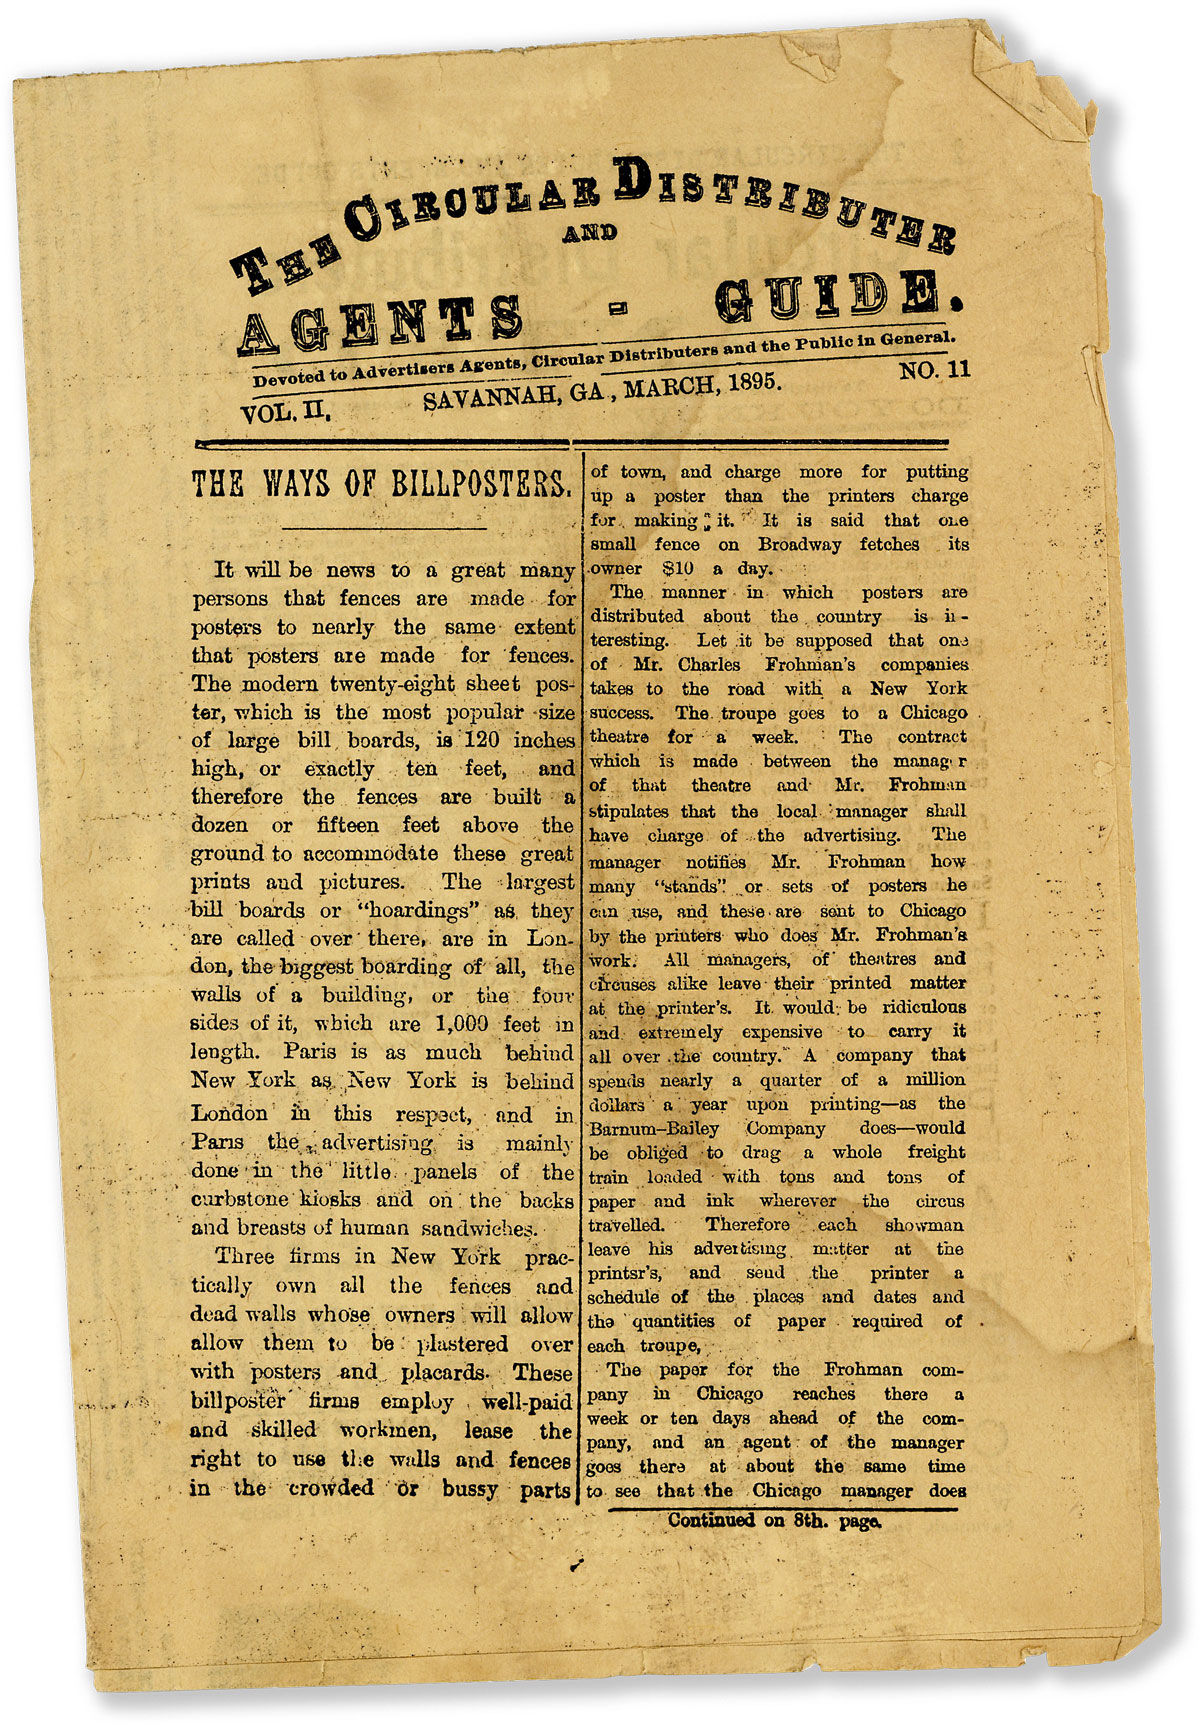 THE CIRCULAR DISTRIBUTER
AND
AGENTS - GUIDE.
Devoted to Advertisers Agents, Circular Distributers and the Public in General.
VOL. II. SAVANNAH, GA., MARCH, 1895. NO. 11
THE WAYS OF BILLPOSTERS.
It will be news to a great many
persons that fences are made for
posters to nearly the same extent
that posters are made for fences.
The modern twenty-eight sheet pos-
ter, which is the most popular size
of large bill boards, is 120 inches
high, or exactly ten feet, and
therefore the fences are built a
dozen or fifteen feet above the
ground to accommodate these great
prints and pictures. The largest
bill boards or "hoardings" as they
are called over there, are in Lon-
don, the biggest boarding of all, the
walls of a building, or the four
sides of it, which are 1,000 feet in
length. Paris is as much behind
New York as New York is behind
London in this respect, and in
Paris the advertising is mainly
done in the little panels of the
curbstone kiosks and on the backs
and breasts of human sandwiches.
Three firms in New York prac-
tically own all the fences and
dead walls whose owners will allow
allow them to be plastered over
with posters and placards. These
billposter firms employ well-paid
and skilled workmen, lease the
right to use the walls and fences
in the crowded or bussy parts
of town, and charge more for putting
up a poster than the printers charge
for making it. It is said that one
small fence on Broadway fetches its
owner $10 a day.
The manner in which posters are
distributed about the country is in-
teresting. Let it be supposed that one
of Mr. Charles Frohman's companies
takes to the road with a New York
success. The troupe goes to a Chicago
theatre for a week. The contract
which is made between the manager
of that theatre and Mr. Frohman
stipulates that the local manager shall
have charge of the advertising. The
manager notifies Mr. Frohman how
many "stands" or sets of posters he
can use, and these are sent to Chicago
by the printers who does Mr. Frohman's
work. All managers, of theatres and
circuses alike leave their printed matter
at the printer's. It would be ridiculous
and extremely expensive to carry it
all over the country. A company that
spends nearly a quarter of a million
dollars a year upon printing—as the
Barnum-Bailey Company does—would
be obliged to drag a whole freight
train loaded with tons and tons of
paper and ink wherever the circus
travelled. Therefore each showman
leave his advertising matter at the
printsr's, and send the printer a
schedule of the places and dates and
the quantities of paper required of
each troupe,
The paper for the Frohman com-
pany in Chicago reaches there a
week or ten days ahead of the com-
pany, and an agent of the manager
goes there at about the same time
to see that the Chicago manager does
Continued on 8th. page.